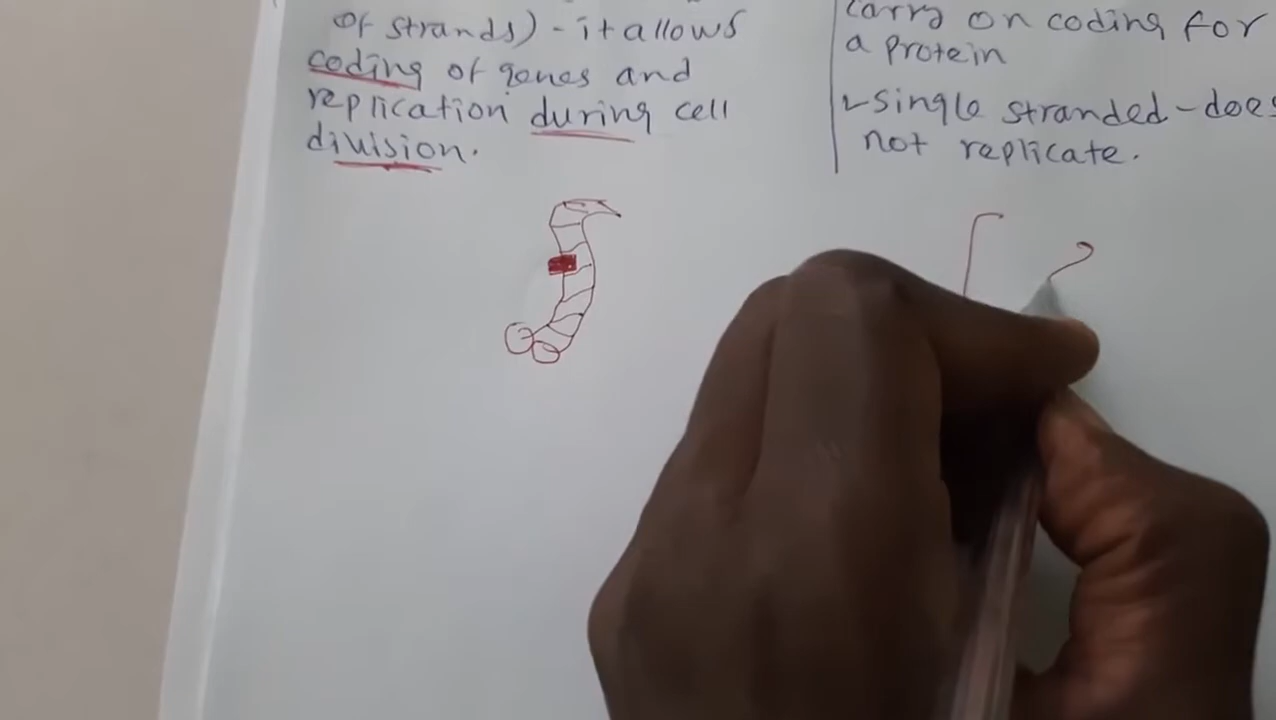 of strands) - it allows
coding of genes and
replication during cell
division.
carry on coding for
a protein
single stranded - does
not replicate.